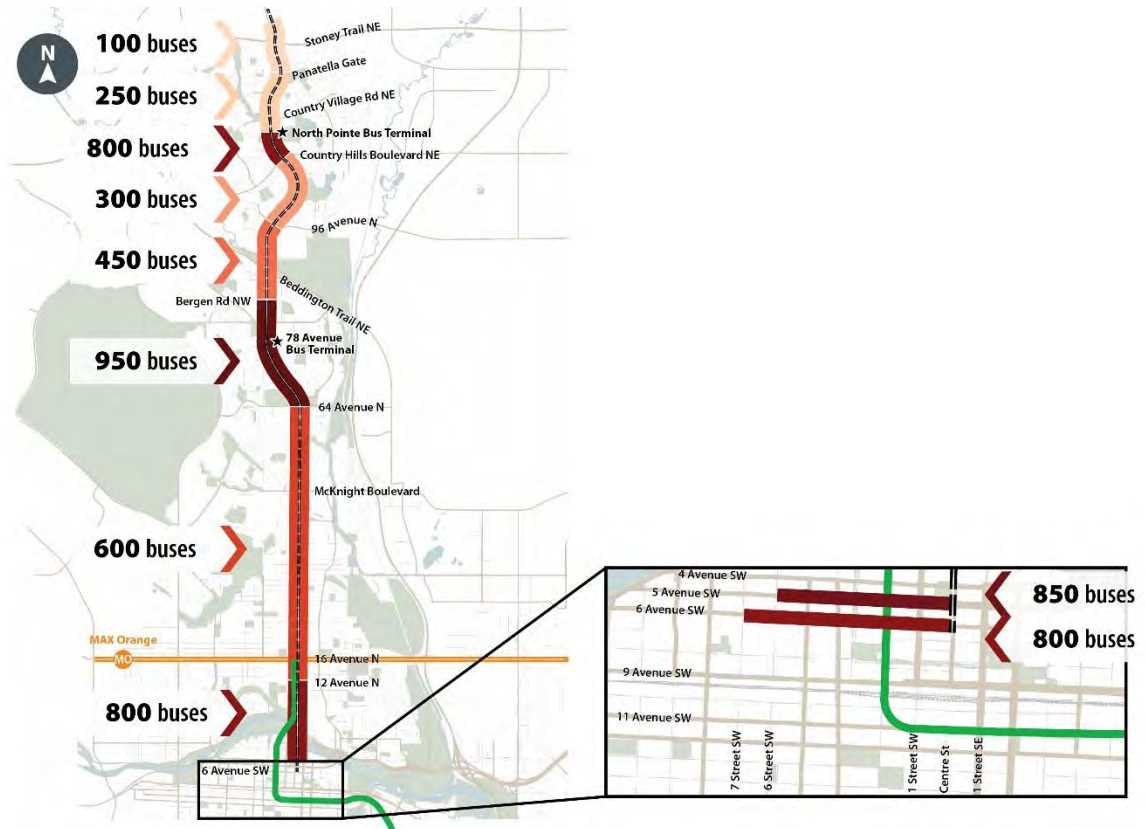 N
100 buses
Stoney Trail NE
Panatella Gate
250 buses
Country Village Rd NE
North Pointe Bus Terminal
800 buses
Country Hills Boulevard NE
300 buses
96 Avenue N
450 buses
Beddington Trail NE
Bergen Rd NW
78 Avenue
Bus Terminal
950 buses
64 Avenue N
McKnight Boulevard
600 buses
MAX Orange
MO
16 Avenue N
12 Avenue N
800 buses
6 Avenue SW
4 Avenue SW
5 Avenue SW
850 buses
6 Avenue SW
800 buses
9 Avenue SW
11 Avenue SW
7 Street SW
6 Street SW
1 Street SW
Centre St
1 Street SE